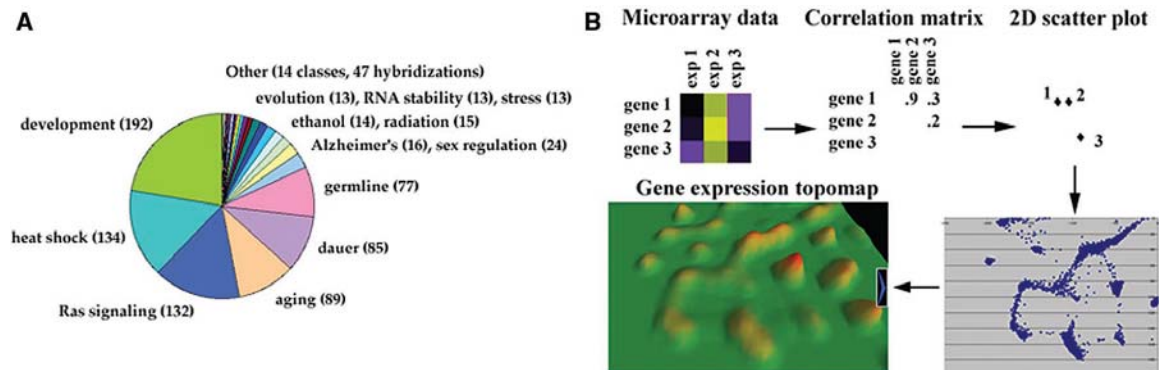 A
Other (14 classes, 47 hybridizations)
evolution (13), RNA stability (13), stress (13)
ethanol (14), radiation (15)
Alzheimer's (16), sex regulation (24)
development (192)
germline (77)
heat shock (134)
dauer (85)
Ras signaling (132)
aging (89)
B
Microarray data
exp 1
exp 2
exp 3
gene 1
gene 2
gene 3
Correlation matrix
gene 1
gene 2
gene 3
gene 1 .9 .3
gene 2 .2
gene 3
2D scatter plot
1 2
3
Gene expression topomap